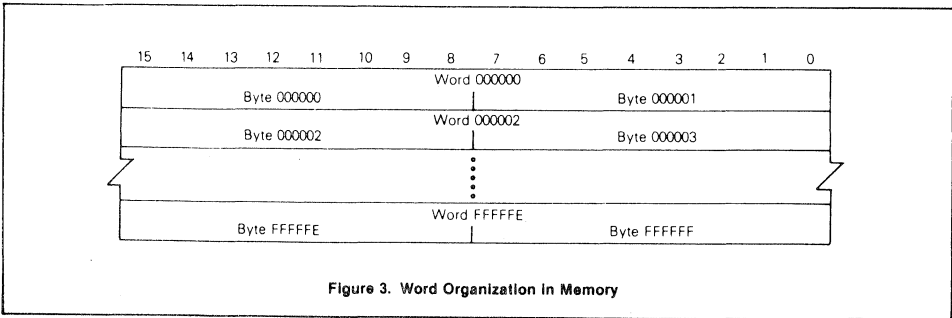 15 14 13 12 11 10 9 8 7 6 5 4 3 2 1 0
Word 000000
Byte 000000 Byte 000001
Word 000002
Byte 000002 Byte 000003
Word FFFFFE
Byte FFFFFE Byte FFFFFF
Figure 3. Word Organization in Memory